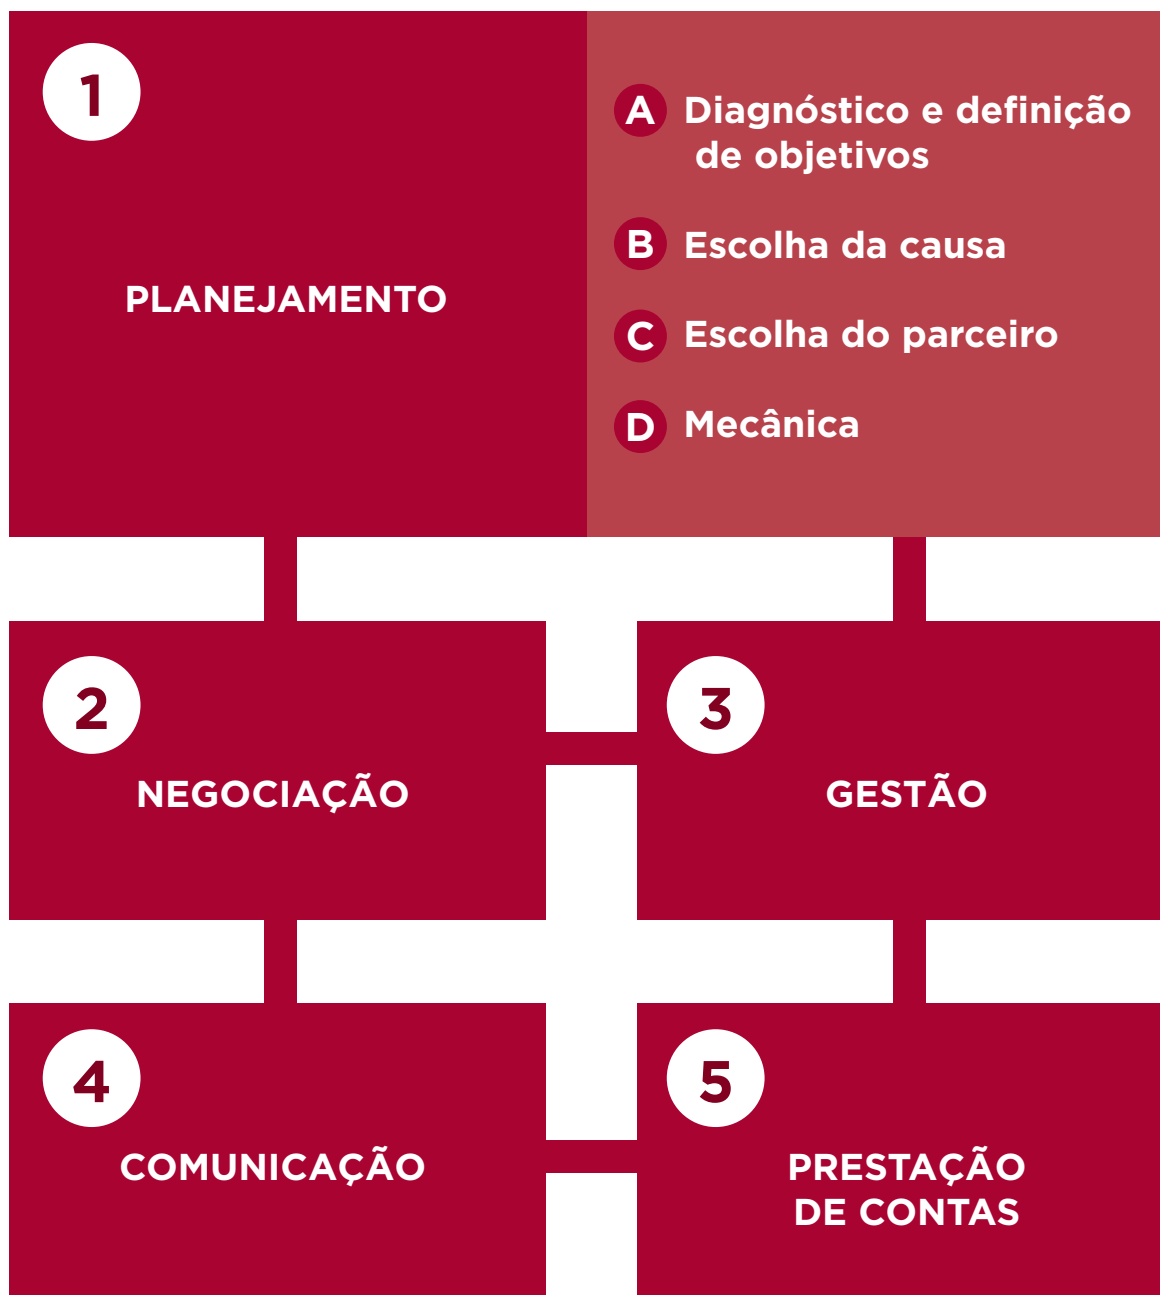 1
PLANEJAMENTO
A Diagnóstico e definição
de objetivos
B Escolha da causa
C Escolha do parceiro
D Mecânica
2
NEGOCIAÇÃO
3
GESTÃO
4
COMUNICAÇÃO
5
PRESTAÇÃO
DE CONTAS